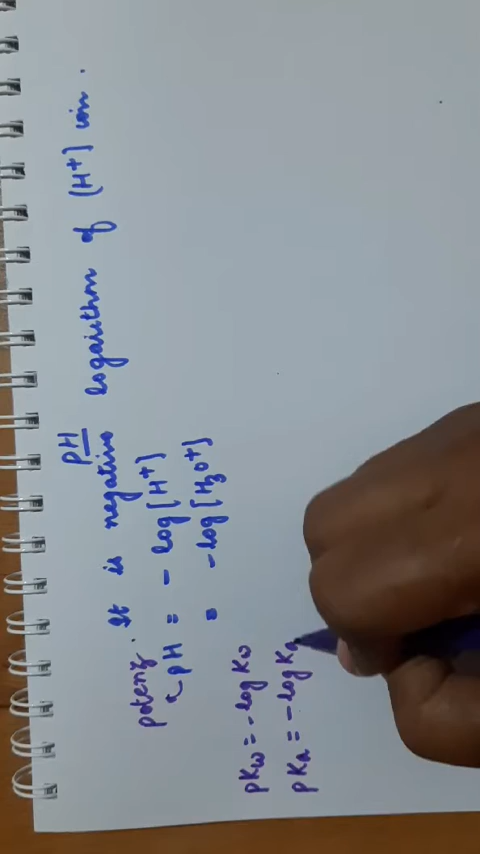 pH
It is negative logarithm of [H+] ion.
potenz.
pH = - log [H+]
= -log [H3O+]
pKw = -log Kw
pKa = -log Ka